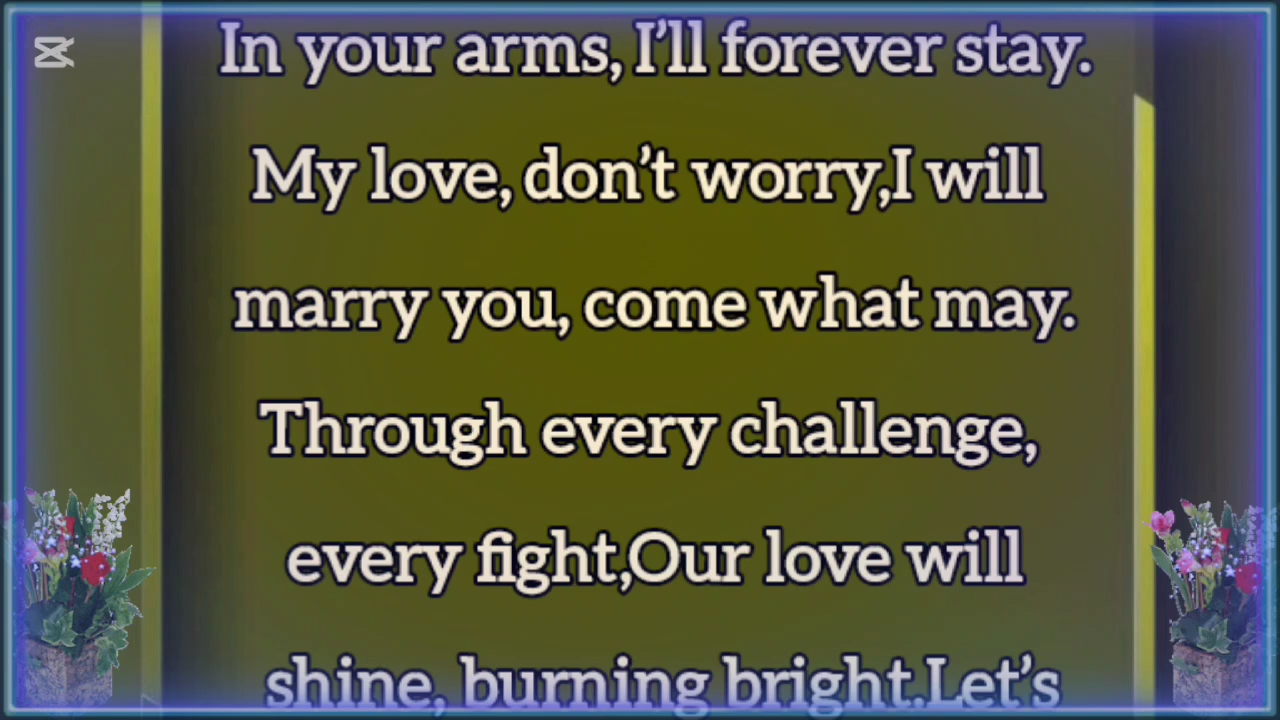 In your arms, I’ll forever stay.
My love, don’t worry,I will
marry you, come what may.
Through every challenge,
every fight,Our love will
shine, burning bright.Let’s